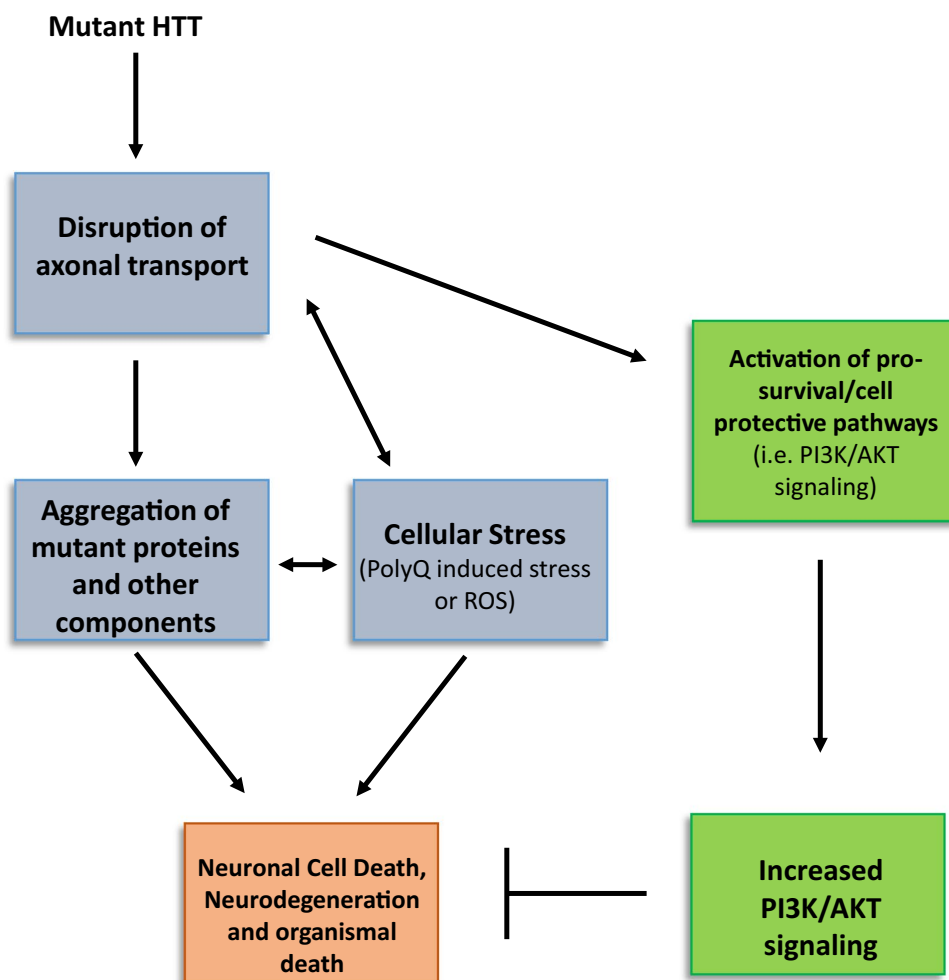 Mutant HTT
Disruption of
axonal transport
Activation of pro-
survival/cell
protective pathways
(i.e. PI3K/AKT
signaling)
Aggregation of
mutant proteins
and other
components
Cellular Stress
(PolyQ induced stress
or ROS)
Neuronal Cell Death,
Neurodegeneration
and organismal
death
Increased
PI3K/AKT
signaling